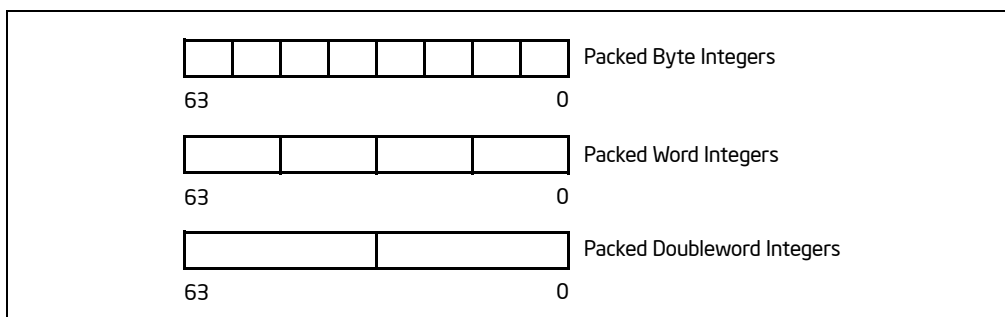 Packed Byte Integers
63 0
Packed Word Integers
63 0
Packed Doubleword Integers
63 0